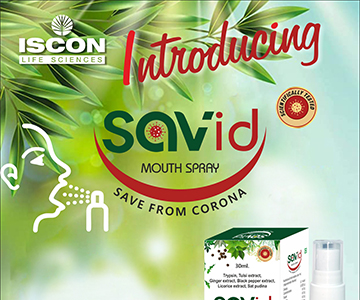 ISCON
LIFE SCIENCES
Introducing
SCIENTIFICALLY TESTED
SAVid
MOUTH SPRAY
SAVE FROM CORONA
SAVid
30ml.
Trypsin, Tulsi extract,
Ginger extract, Black pepper extract,
Licorice extract, Sat pudina
SAVid